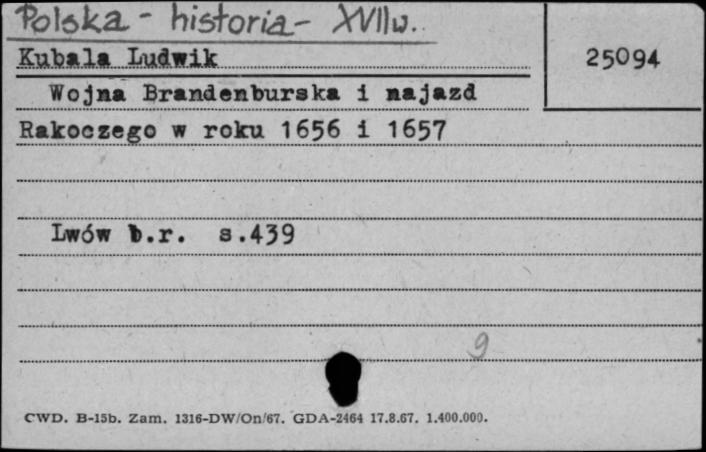 Polska - historia - XVIIw.
Kubala Ludwik
25094
Wojna Brandenburska i najazd
Rakoczego w roku 1656 i 1657
Lwów b.r. s.439
9
CWD. B-15b. Zam. 1316-DW/On/67. GDA-2464 17.8.67. 1.400.000.